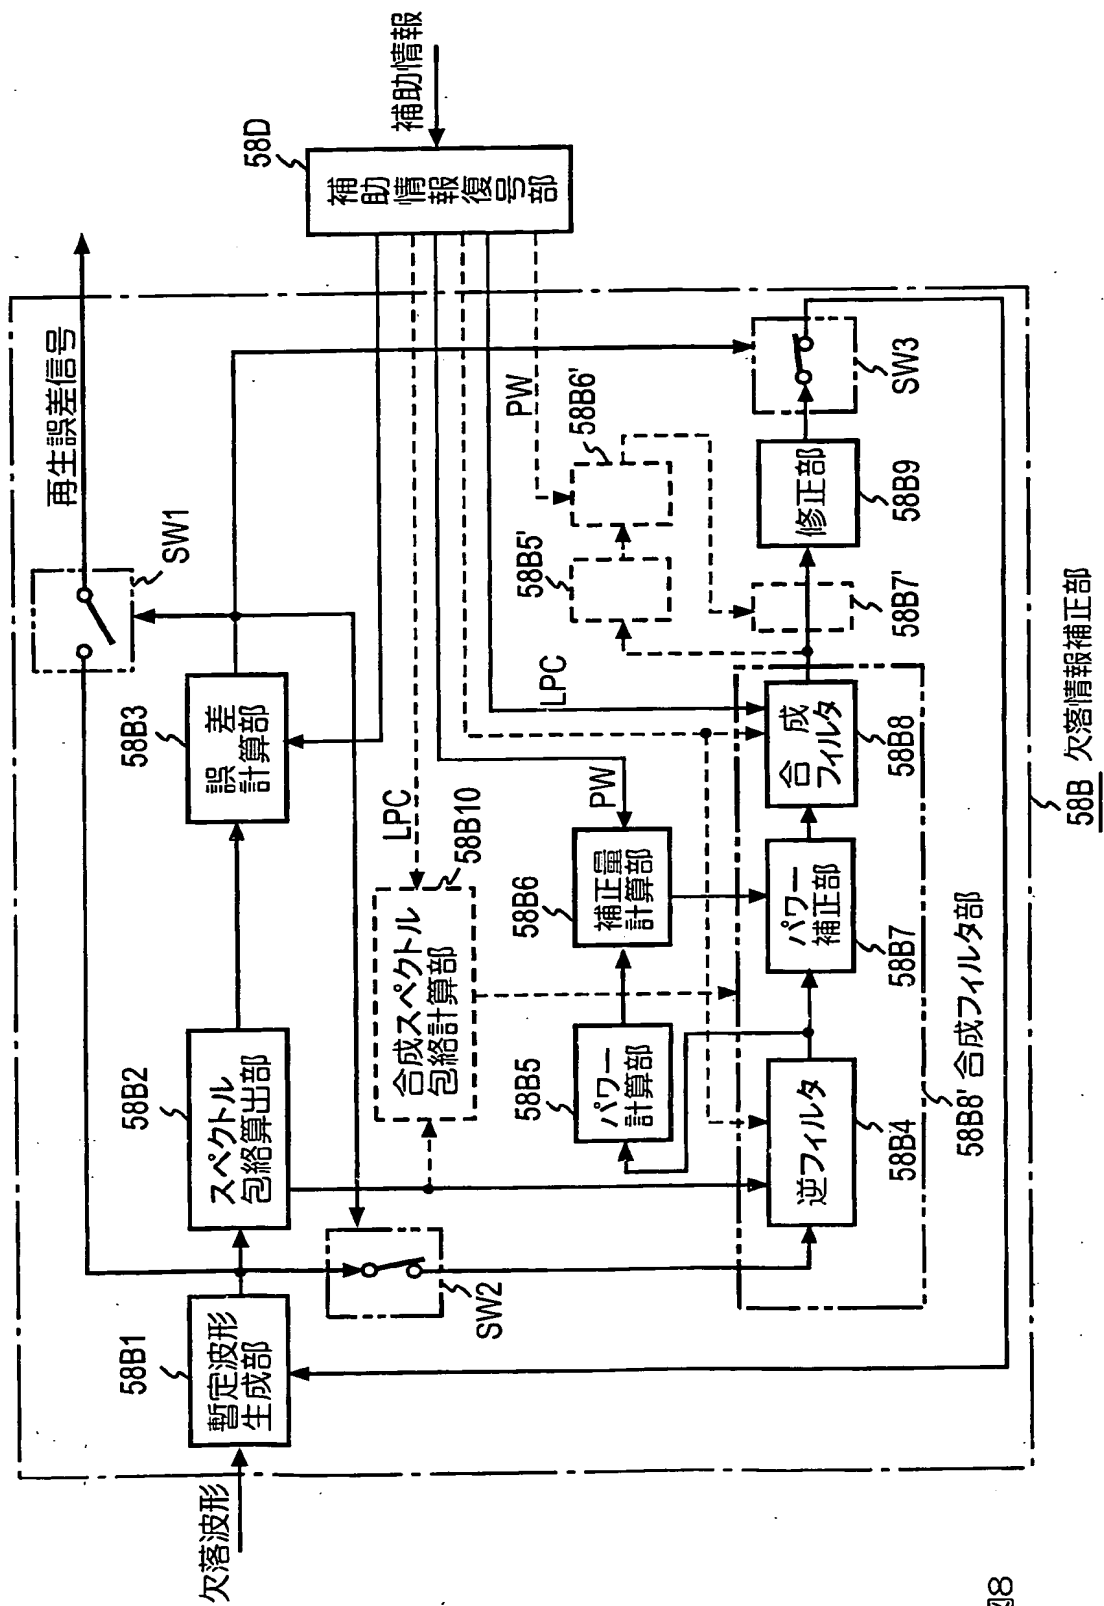 補助情報
58D
補助情報復号部
再生誤差信号
SW1
58B3
誤差
計算部
58B2
スペクトル
包絡算出部
58B1
暫定波形
生成部
欠落波形
SW2
LPC
58B10
合成スペクトル
包絡計算部
58B5
パワー
計算部
58B6
補正量
計算部
PW
LPC
58B5'
58B6'
PW
逆フィルタ
58B4
パワー
補正部
58B7
合成
フィルタ
58B8
58B7'
修正部
58B9
SW3
58B8' 合成フィルタ部
58B 欠落情報補正部
図8